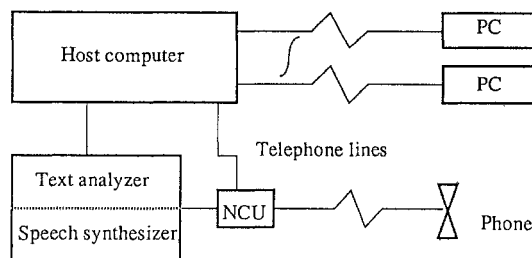 PC
Host computer
PC
Telephone lines
Text analyzer
NCU
Speech synthesizer
Phone